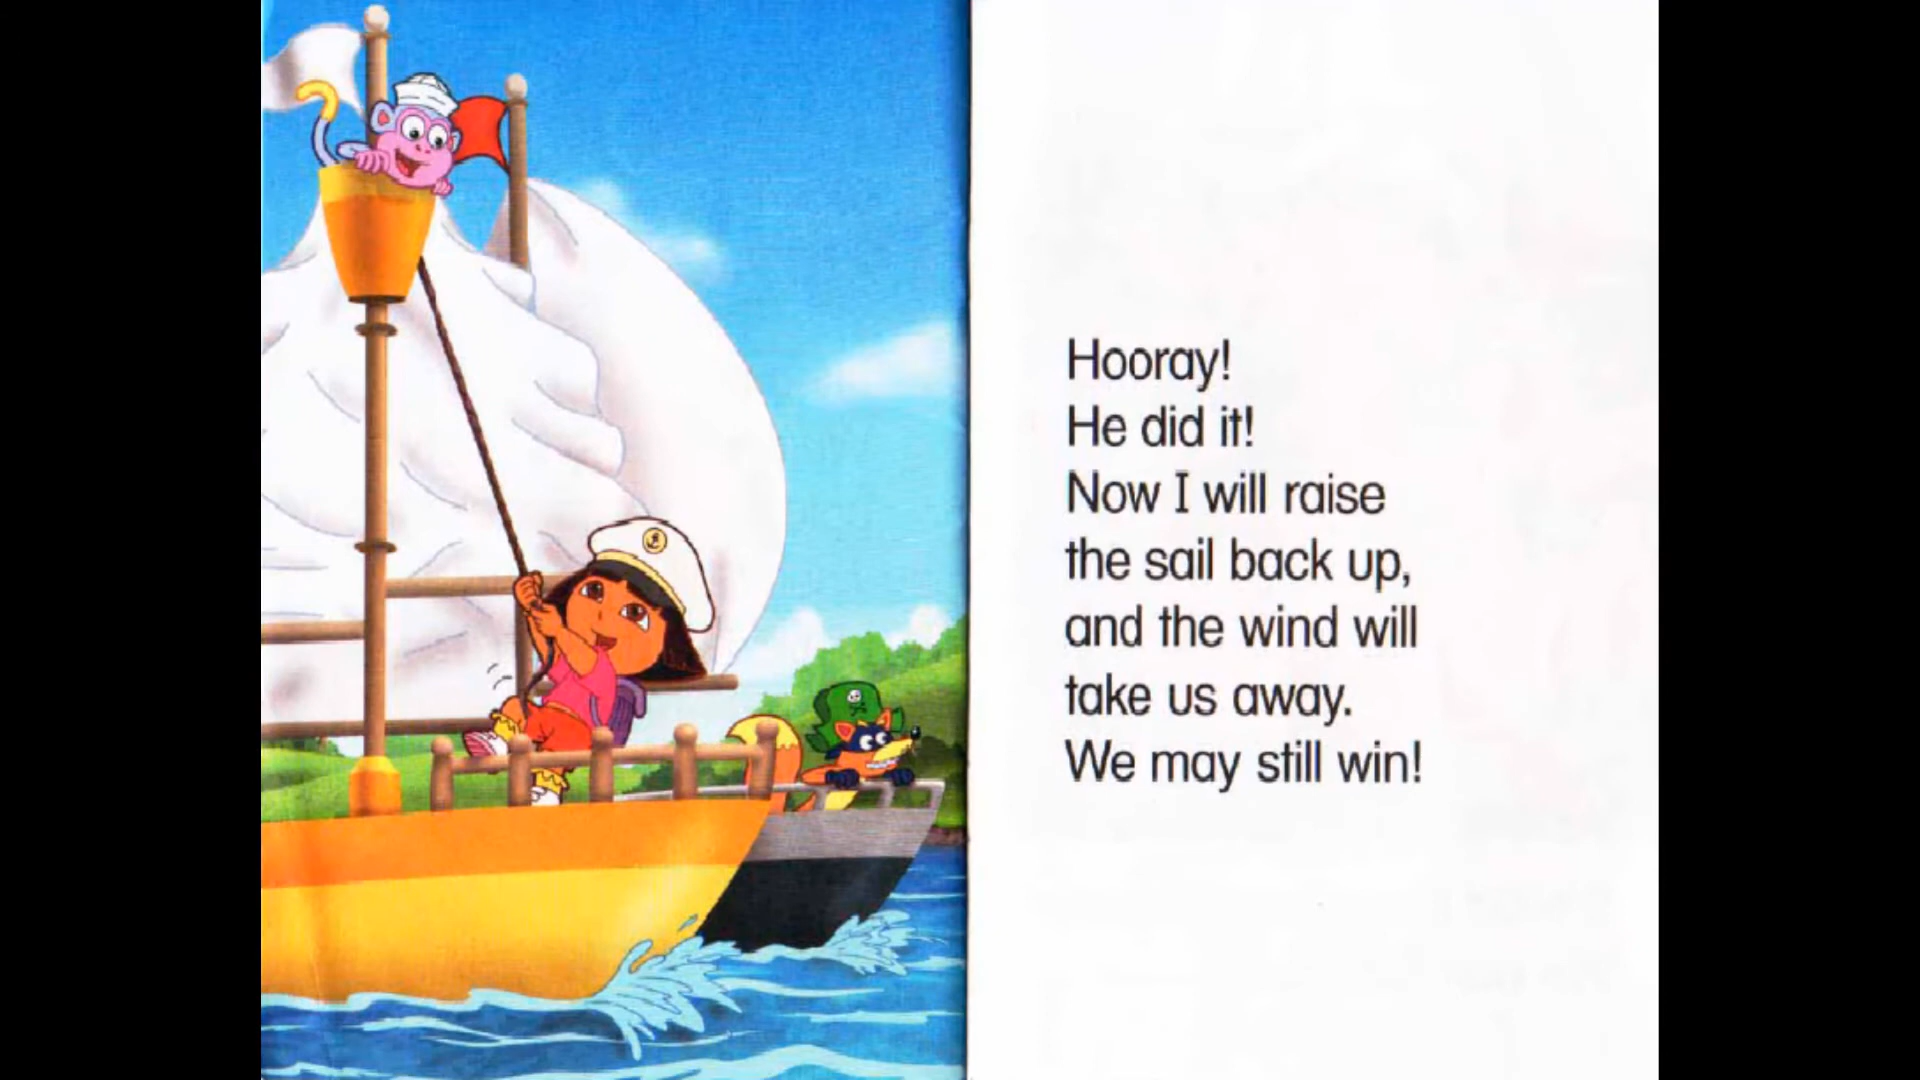 Hooray!
He did it!
Now I will raise
the sail back up,
and the wind will
take us away.
We may still win!